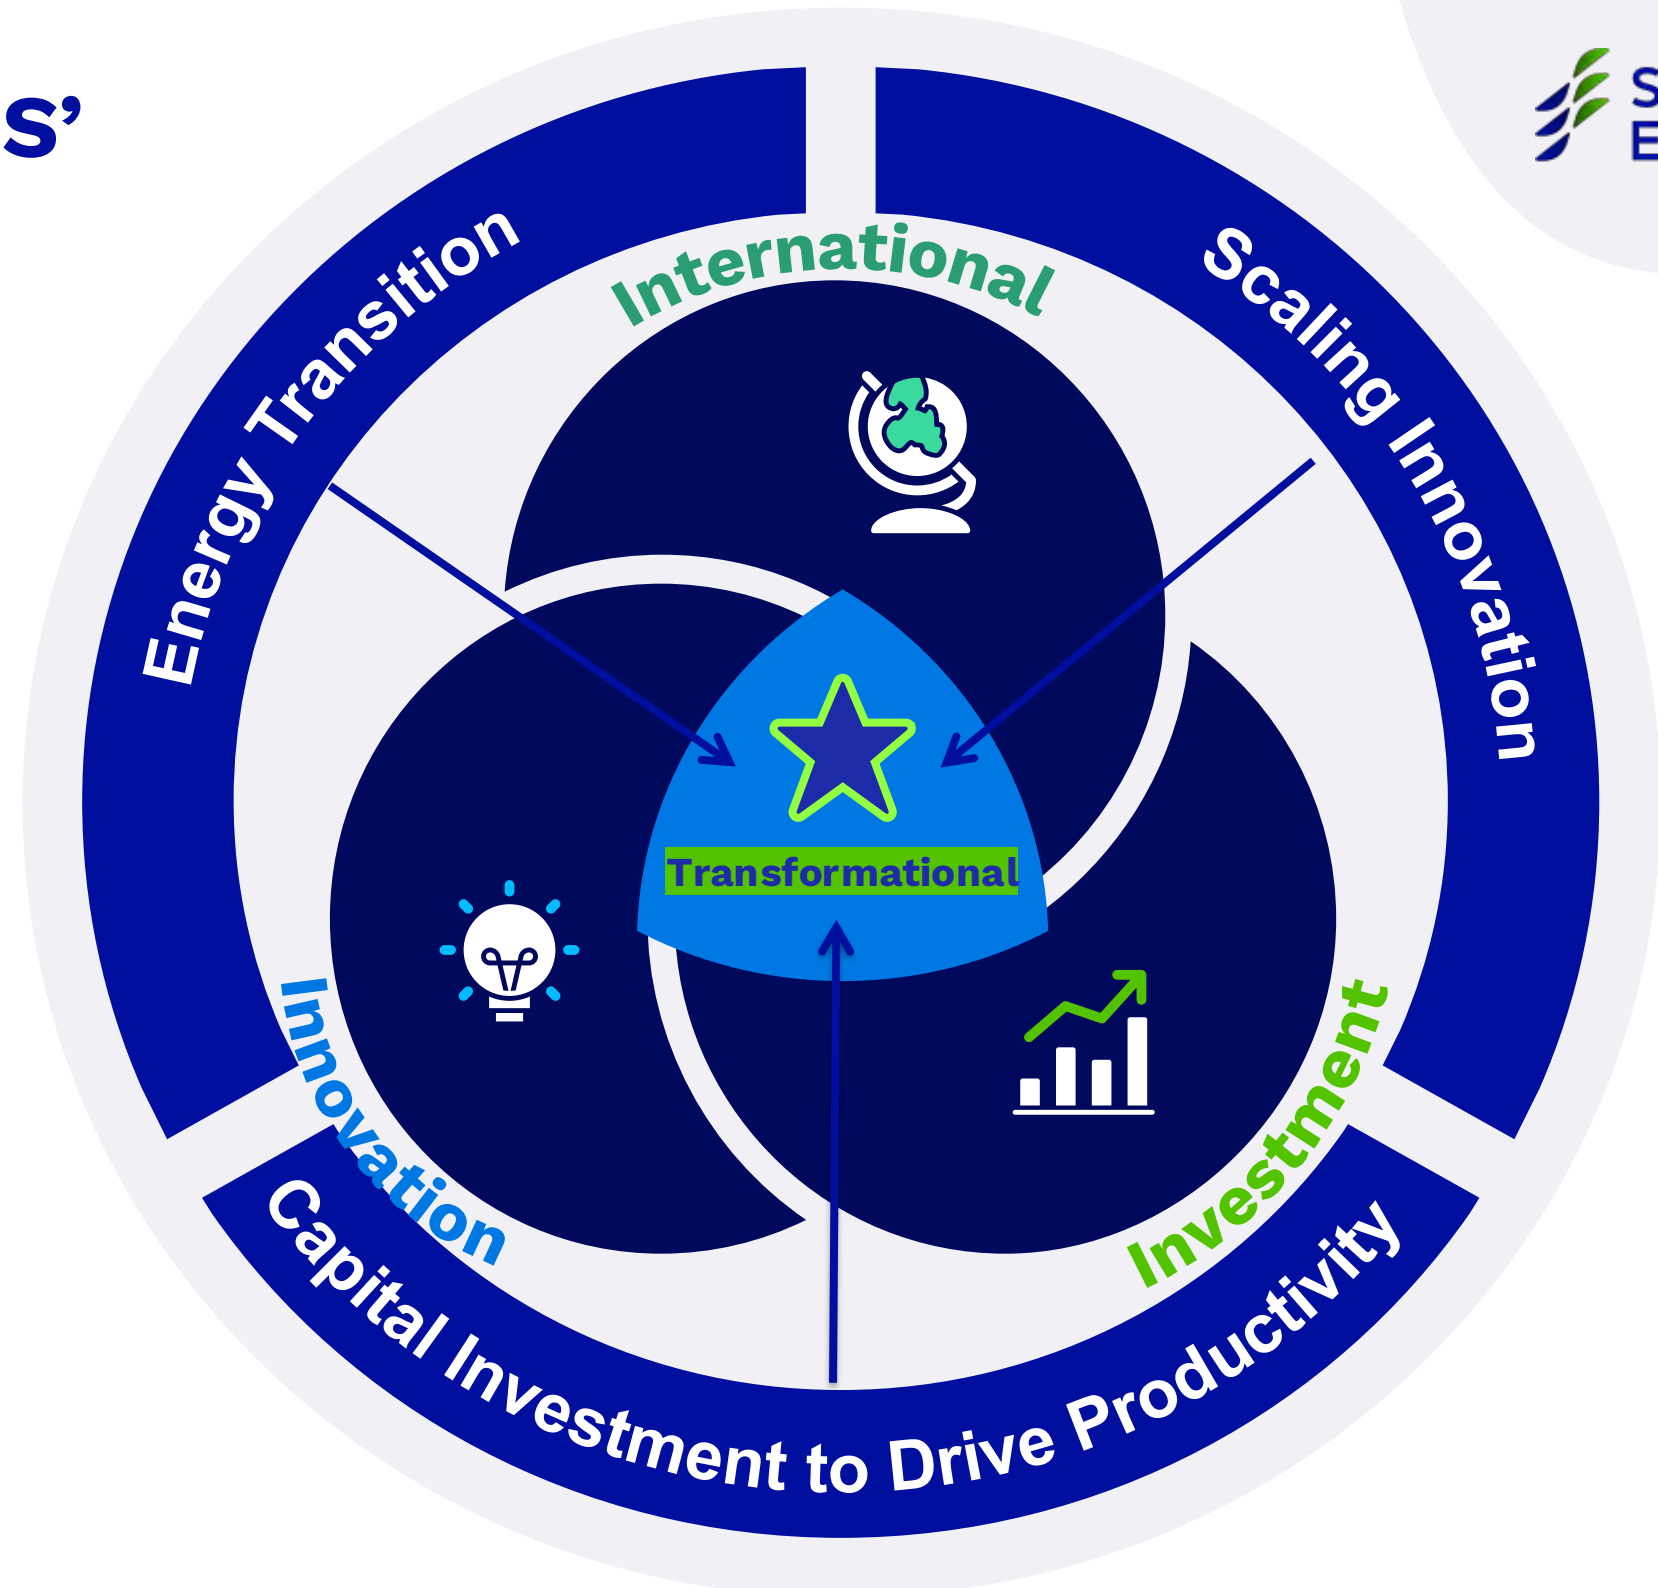 s’
S
E
Energy Transition
Scaling Innovation
International
Transformational
Innovation
Investment
Capital Investment to Drive Productivity